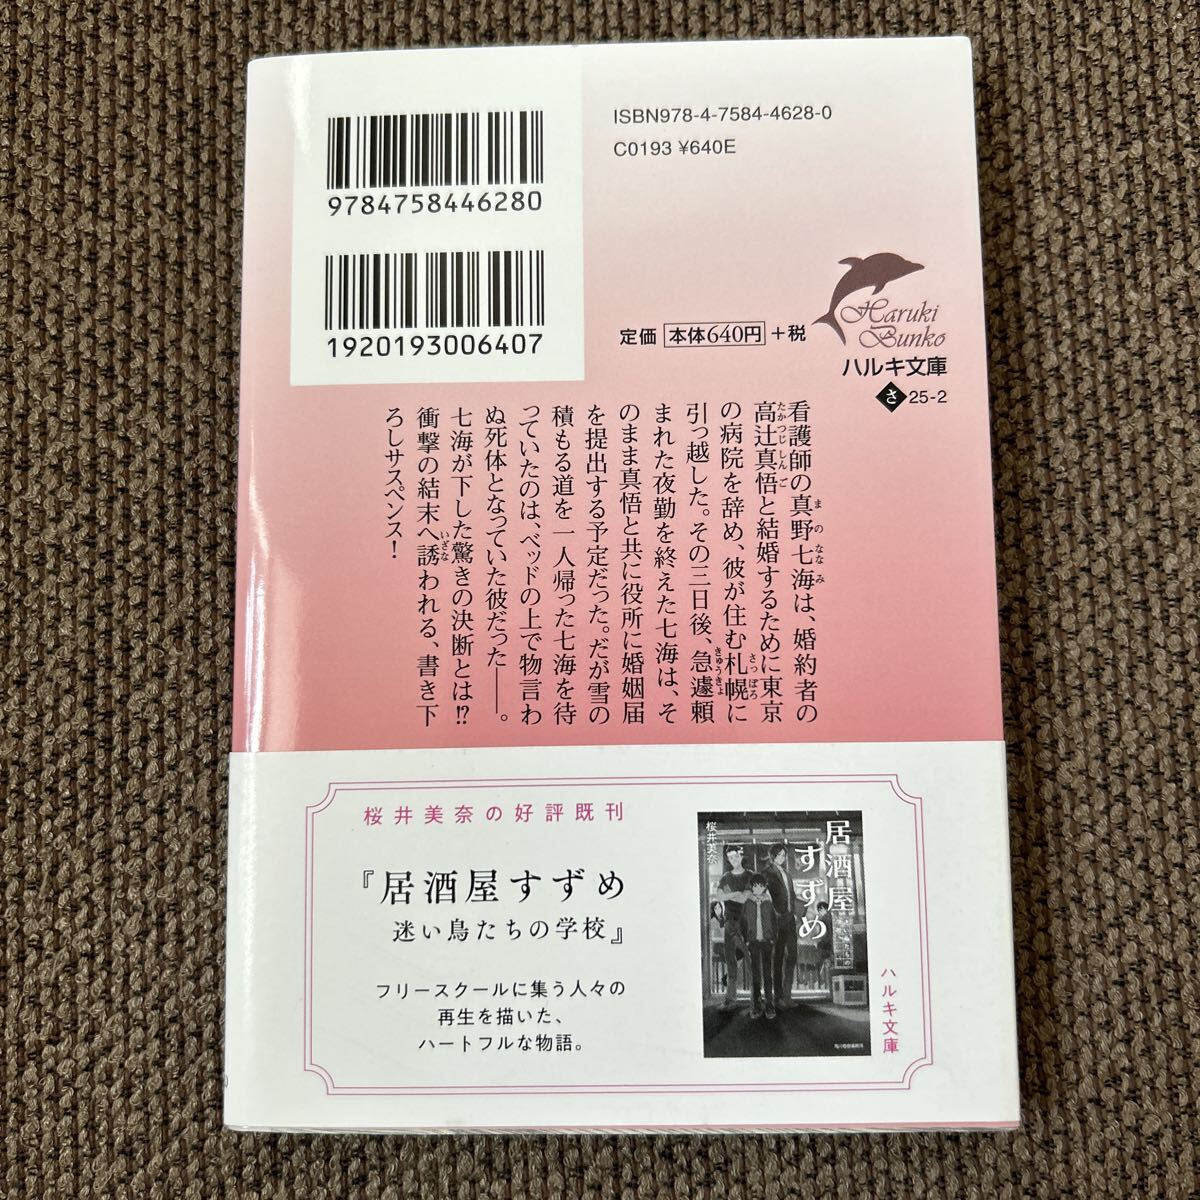 ISBN978-4-7584-4628-0
C0193 ¥640E
9784758446280
1920193006407
定価 本体640円 +税
Haruki
Bunko
ハルキ文庫
さ 25-2
看護師の真野七海は、婚約者の
高辻真悟と結婚するために東京
の病院を辞め、彼が住む札幌に
引っ越した。その三日後、急遽頼
まれた夜勤を終えた七海は、そ
のまま真悟と共に役所に婚姻届
を提出する予定だった。だが雪の
積もる道を一人帰った七海を待
っていたのは、ベッドの上で物言わ
ぬ死体となっていた彼だった――。
七海が下した驚きの決断とは!?
衝撃の結末へ誘われる、書き下
ろしサスペンス!
桜井美奈の好評既刊
『居酒屋すずめ
迷い鳥たちの学校』
フリースクールに集う人々の
再生を描いた、
ハートフルな物語。
居酒屋
すずめ
桜井美奈
ハルキ文庫